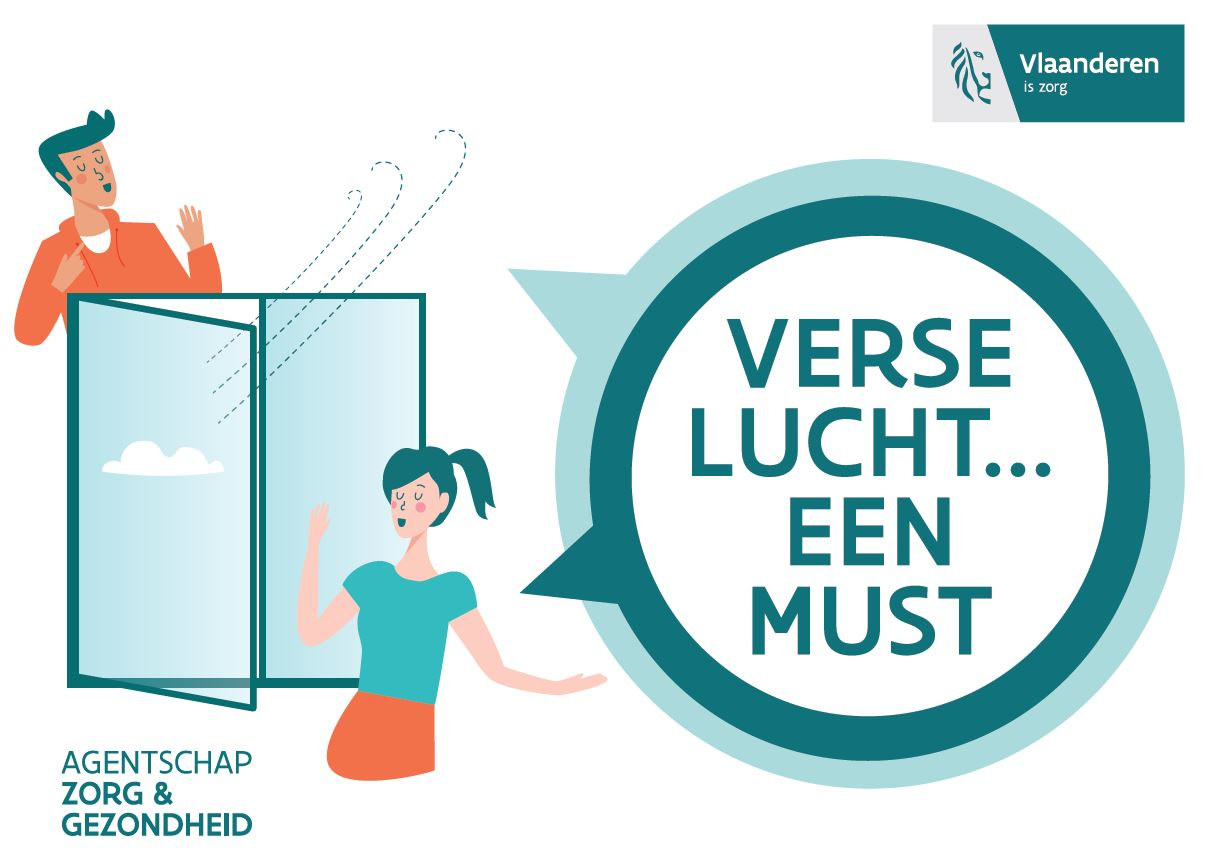 Vlaanderen
is zorg
VERSE
LUCHT...
EEN
MUST
AGENTSCHAP
ZORG &
GEZONDHEID